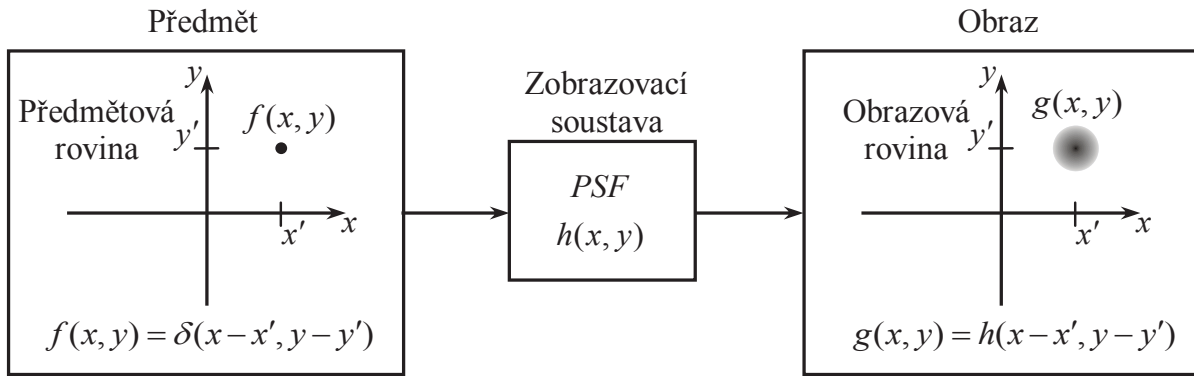 Předmět
y
Předmětová
rovina
y′
f(x, y)
x′
x
f(x, y) = δ(x − x′, y − y′)
Zobrazovací
soustava
PSF
h(x, y)
Obraz
y
Obrazová
rovina
y′
g(x, y)
x′
x
g(x, y) = h(x − x′, y − y′)